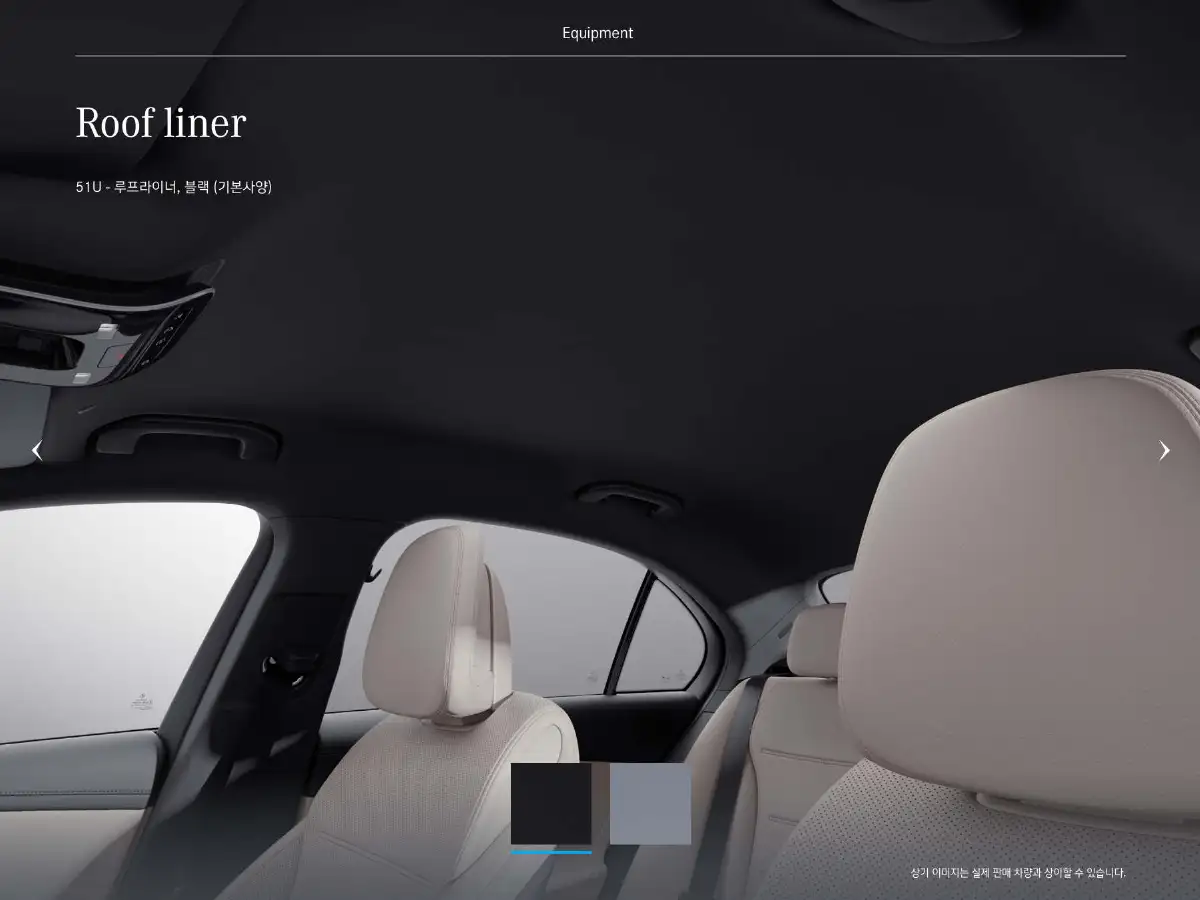 Equipment
Roof liner
51U - 루프라이너, 블랙 (기본사양)
상기 이미지는 실제 판매 차량과 상이할 수 있습니다.